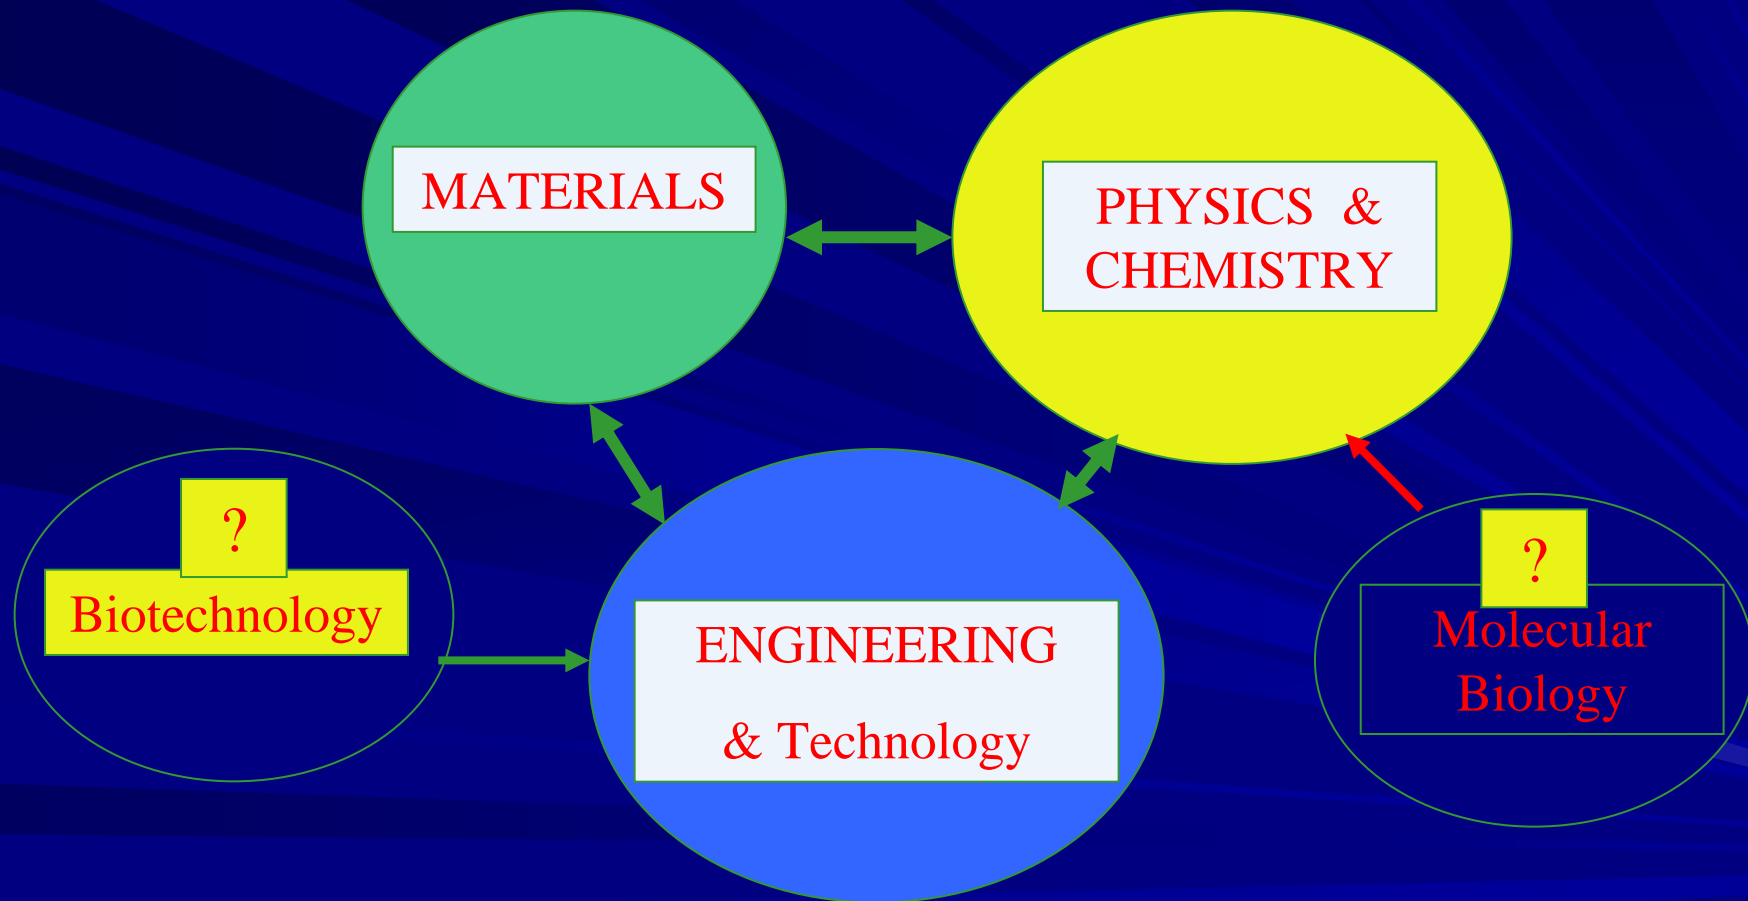 MATERIALS
PHYSICS &
CHEMISTRY
?
Biotechnology
ENGINEERING
& Technology
?
Molecular
Biology